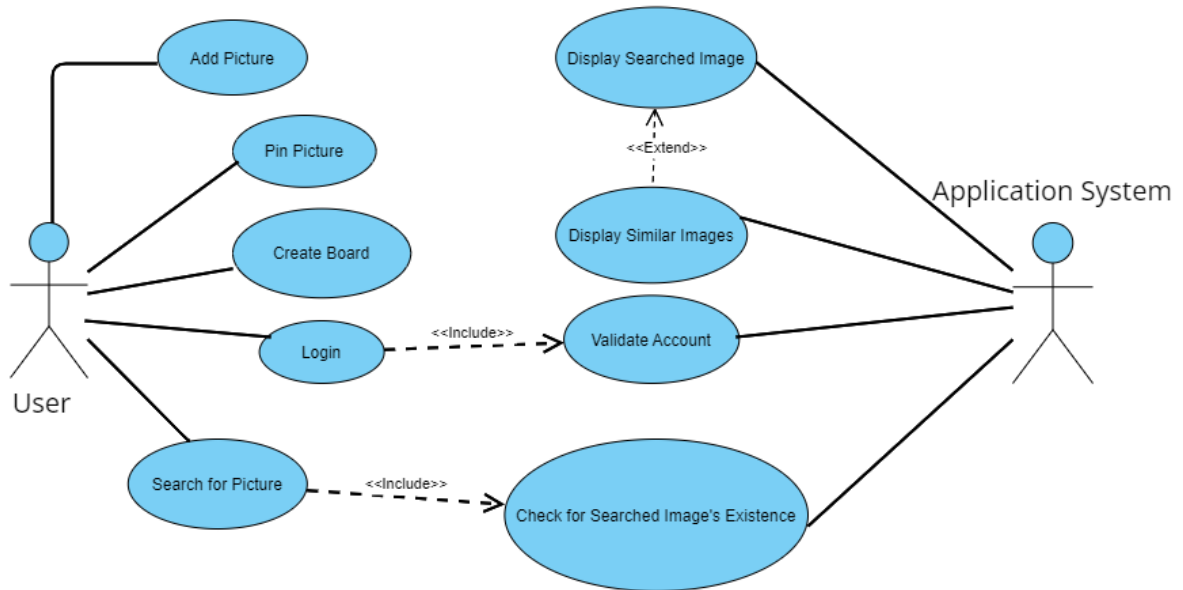 Add Picture
Display Searched Image
Pin Picture
<<Extend>>
Application System
Create Board
Display Similar Images
Login
<<Include>>
Validate Account
User
Search for Picture
<<Include>>
Check for Searched Image's Existence